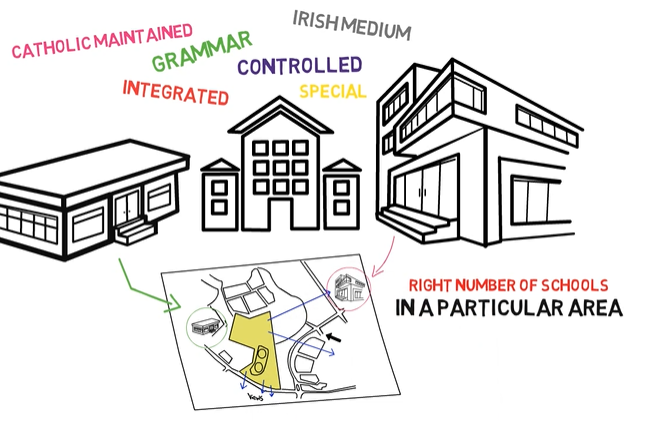 IRISH MEDIUM
CATHOLIC MAINTAINED
GRAMMAR
CONTROLLED
INTEGRATED
SPECIAL
RIGHT NUMBER OF SCHOOLS
IN A PARTICULAR AREA
Views